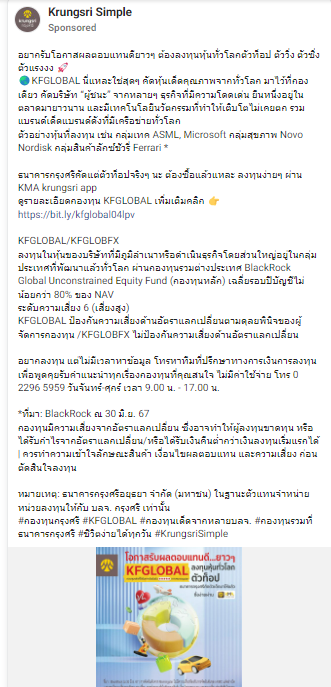 Krungsri Simple
Sponsored
krungsri
simple
อยากรับโอกาสผลตอบแทนดียาวๆ ต้องลงทุนหุ้นทั่วโลกตัวท็อป ตัววิ่ง ตัวซิ่ง
ตัวแรงงง 🚀
🌏 KFGLOBAL นี่แหละใช่สุดๆ คัดหุ้นเด็ดคุณภาพจากทั่วโลก มาไว้ที่กอง
เดียว คัดบริษัท "ผู้ชนะ" จากหลายๆ ธุรกิจที่มีความโดดเด่น ยืนหนึ่งอยู่ใน
ตลาดมายาวนาน และมีเทคโนโลยีนวัตกรรมที่ทำให้เติบโตไม่เคยตก รวม
แบรนด์เด็ดแบรนด์ดังที่มีเครือข่ายทั่วโลก
ตัวอย่างหุ้นที่ลงทุน เช่น กลุ่มเทค ASML, Microsoft กลุ่มสุขภาพ Novo
Nordisk กลุ่มสินค้าลักซ์ชัวรี่ Ferrari *
ธนาคารกรุงศรีคัดแต่ตัวท็อปจริงๆ นะ ต้องซื้อแล้วแหละ ลงทุนง่ายๆ ผ่าน
KMA krungsri app
ดูรายละเอียดกองทุน KFGLOBAL เพิ่มเติมคลิก 👉
https://bit.ly/kfglobal04lpv
KFGLOBAL/KFGLOBFX
ลงทุนในหุ้นของบริษัทที่มีภูมิลำเนาหรือดำเนินธุรกิจโดยส่วนใหญ่อยู่ในกลุ่ม
ประเทศที่พัฒนาแล้วทั่วโลก ผ่านกองทุนรวมต่างประเทศ BlackRock
Global Unconstrained Equity Fund (กองทุนหลัก) เฉลี่ยรอบปีบัญชีไม่
น้อยกว่า 80% ของ NAV
ระดับความเสี่ยง 6 (เสี่ยงสูง)
KFGLOBAL ป้องกันความเสี่ยงด้านอัตราแลกเปลี่ยนตามดุลยพินิจของผู้
จัดการกองทุน /KFGLOBFX ไม่ป้องกันความเสี่ยงด้านอัตราแลกเปลี่ยน
อยากลงทุน แต่ไม่มีเวลาหาข้อมูล โทรหาทีมที่ปรึกษาทางการเงินการลงทุน
เพื่อพูดคุยรับคำแนะนำทุกเรื่องกองทุนที่คุณสนใจ ไม่มีค่าใช้จ่าย โทร 0
2296 5959 วันจันทร์-ศุกร์ เวลา 9.00 น. - 17.00 น.
*ที่มา: BlackRock ณ 30 มิ.ย. 67
กองทุนมีความเสี่ยงจากอัตราแลกเปลี่ยน ซึ่งอาจทำให้ผู้ลงทุนขาดทุน หรือ
ได้รับกำไรจากอัตราแลกเปลี่ยน/หรือได้รับเงินคืนต่ำกว่าเงินลงทุนเริ่มแรกได้
| ควรทำความเข้าใจลักษณะสินค้า เงื่อนไขผลตอบแทน และความเสี่ยง ก่อน
ตัดสินใจลงทุน
หมายเหตุ: ธนาคารกรุงศรีอยุธยา จำกัด (มหาชน) ในฐานะตัวแทนจำหน่าย
หน่วยลงทุนให้กับ บลจ. กรุงศรี เท่านั้น
#กองทุนกรุงศรี #KFGLOBAL #กองทุนเด็ดจากหลายบลจ. #กองทุนรวมที่
ธนาคารกรุงศรี #ชีวิตง่ายได้ทุกวัน #KrungsriSimple
โอกาสรับผลตอบแทนดี...ยาวๆ
KFGLOBAL ลงทุนหุ้นทั่วโลก
ตัวท็อป